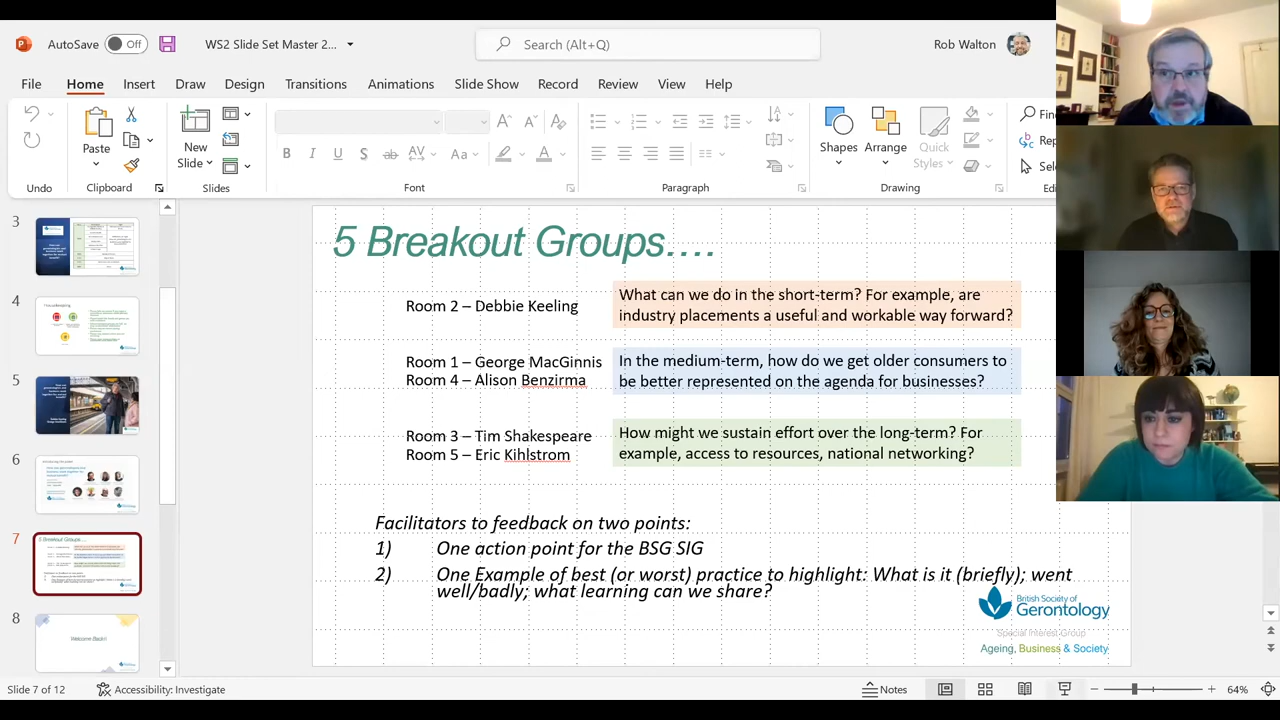 AutoSave
Off
WS2 Slide Set Master 2...
Search (Alt+Q)
Rob Walton
File Home Insert Draw Design Transitions Animations Slide Show Record Review View Help
Paste
New
Slide
Shapes
Arrange
Quick
Styles
Undo
Clipboard
Slides
Font
Paragraph
Drawing
3
4
5
6
7
8
Welcome Back!!
5 Breakout Groups....
Room 2 – Debbie Keeling
What can we do in the short-term? For example, are
industry placements a useful and workable way forward?
Room 1 – George MacGinnis
Room 4 – Alison Benzirma
In the medium-term, how do we get older consumers to
be better represented on the agenda for businesses?
Room 3 – Tim Shakespeare
Room 5 – Eric Kihlstrom
How might we sustain effort over the long-term? For
example, access to resources, national networking?
Facilitators to feedback on two points:
1) One action point for the BSG SIG
2) One Example of best (or worst) practice to highlight: What is it (briefly); went
well/badly; what learning can we share?
British Society of
Gerontology
Special Interest Group
Ageing, Business & Society
Slide 7 of 12
Accessibility: Investigate
Notes
64%